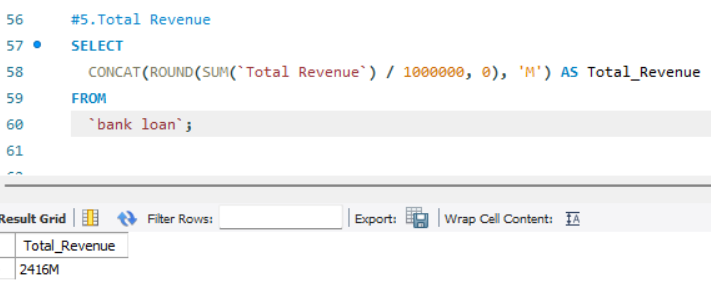 56 #5.Total Revenue
57 SELECT
58 CONCAT(ROUND(SUM(`Total Revenue`) / 1000000, 0), 'M') AS Total_Revenue
59 FROM
60 `bank loan`;
61
Result Grid Filter Rows: Export: Wrap Cell Content:
Total_Revenue
2416M